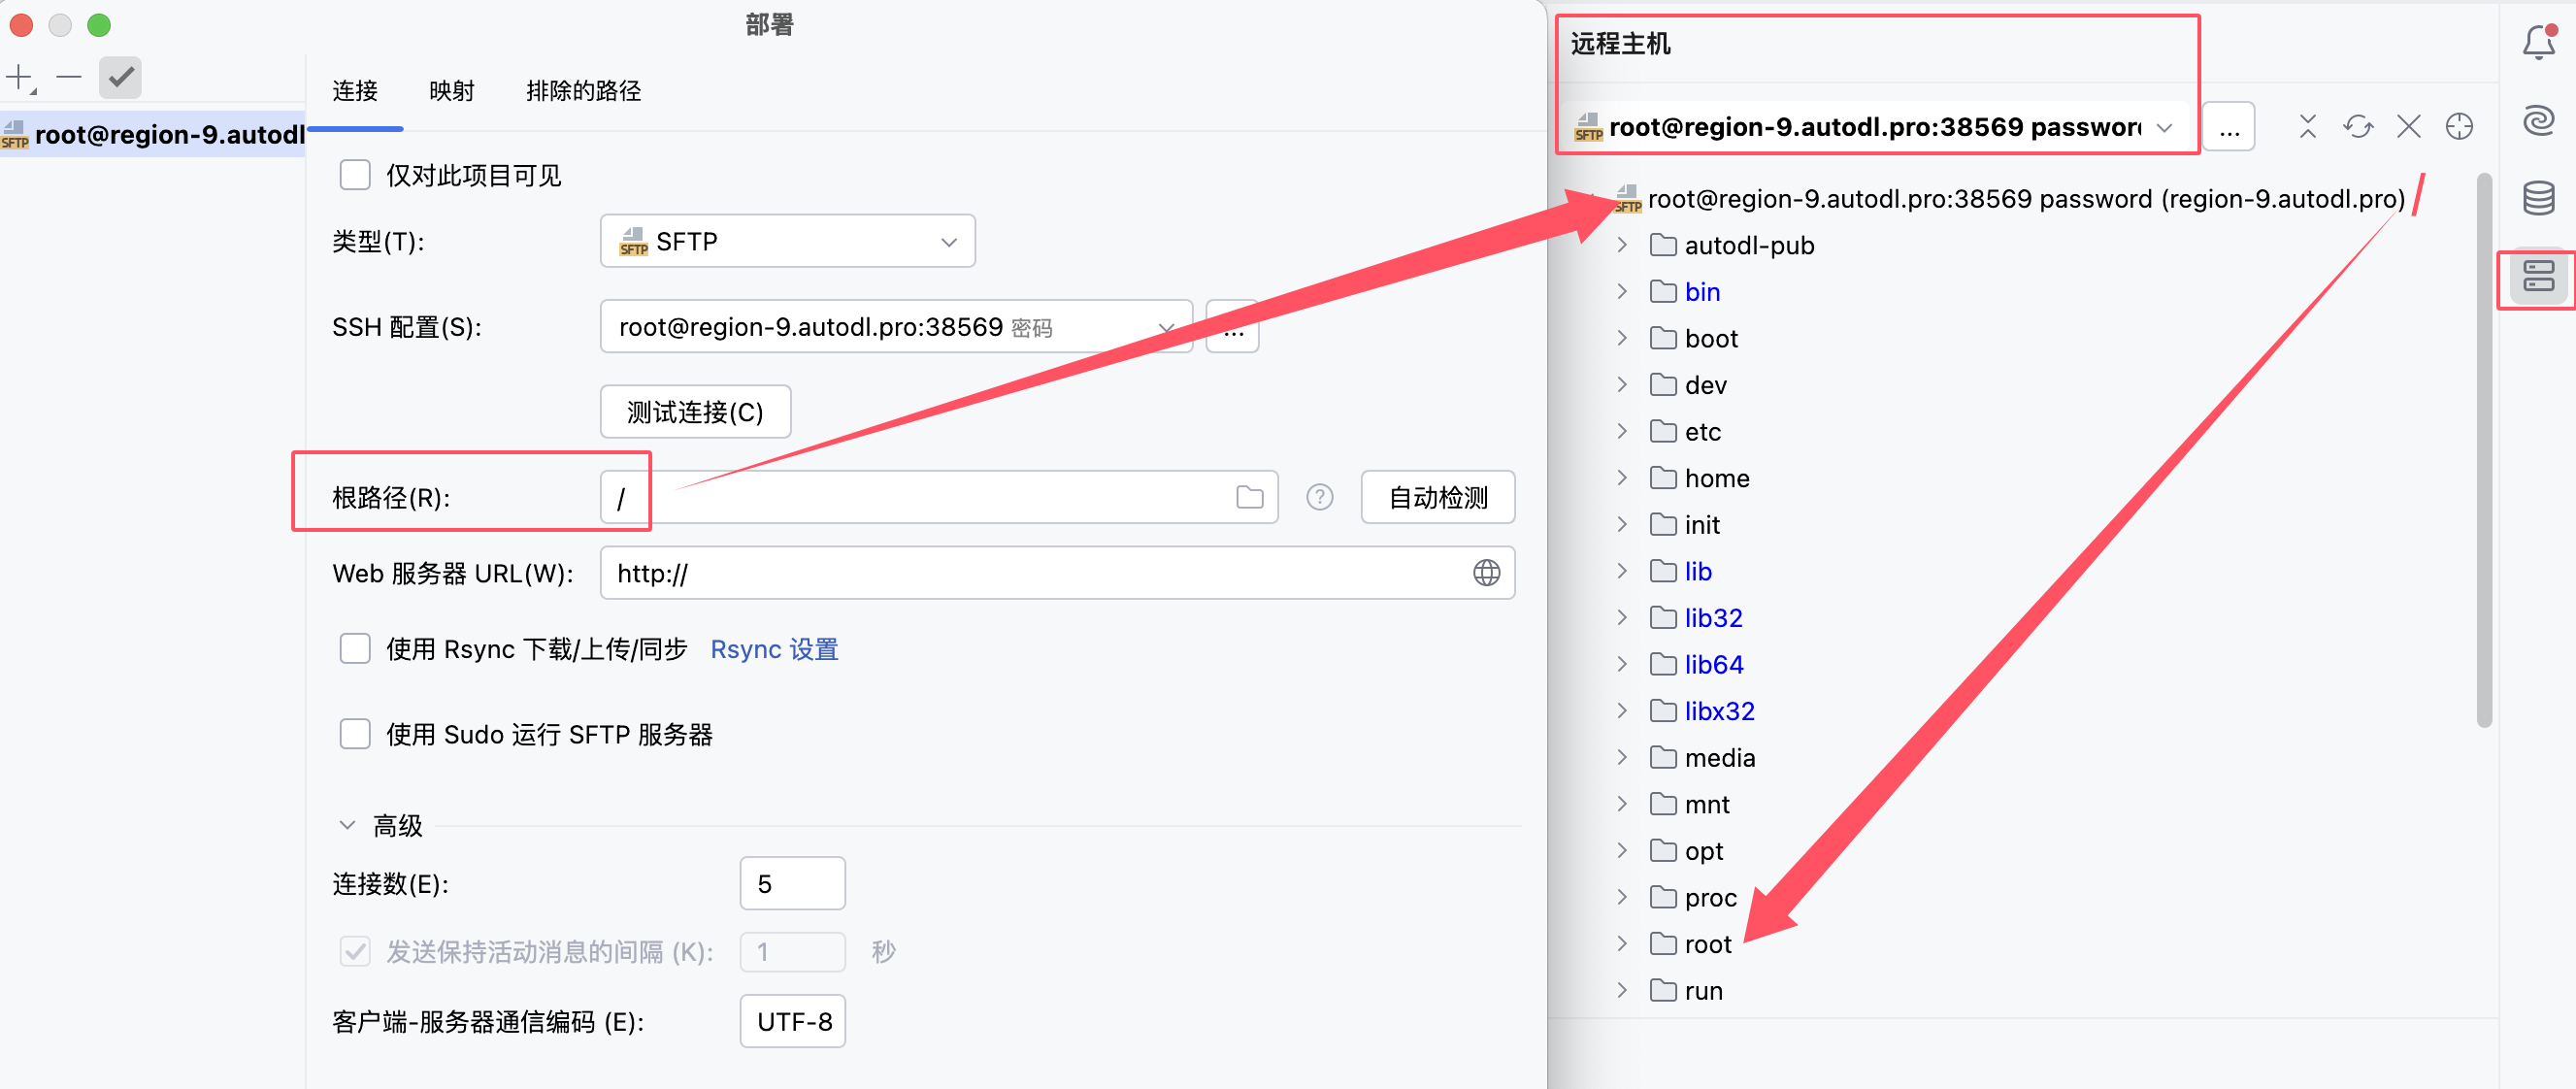 部署
SFTP root@region-9.autodl
连接 映射 排除的路径
仅对此项目可见
类型(T): SFTP SFTP
SSH 配置(S): root@region-9.autodl.pro:38569 密码 ...
测试连接(C)
根路径(R): / ? 自动检测
Web 服务器 URL(W): http://
使用 Rsync 下载/上传/同步 Rsync 设置
使用 Sudo 运行 SFTP 服务器
高级
连接数(E): 5
发送保持活动消息的间隔 (K): 1 秒
客户端-服务器通信编码 (E): UTF-8
远程主机
SFTP root@region-9.autodl.pro:38569 password ...
SFTP root@region-9.autodl.pro:38569 password (region-9.autodl.pro) /
autodl-pub
bin
boot
dev
etc
home
init
lib
lib32
lib64
libx32
media
mnt
opt
proc
root
run